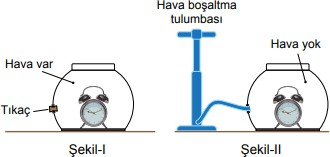 Hava boşaltma
tulumbası
Hava var
Hava yok
Tıkaç
Şekil-I
Şekil-II